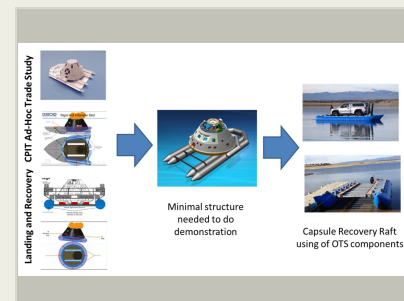 CPIT Ad-Hoc Trade Study
Landing and Recovery
Minimal structure
needed to do
demonstration
Capsule Recovery Raft
using of OTS components